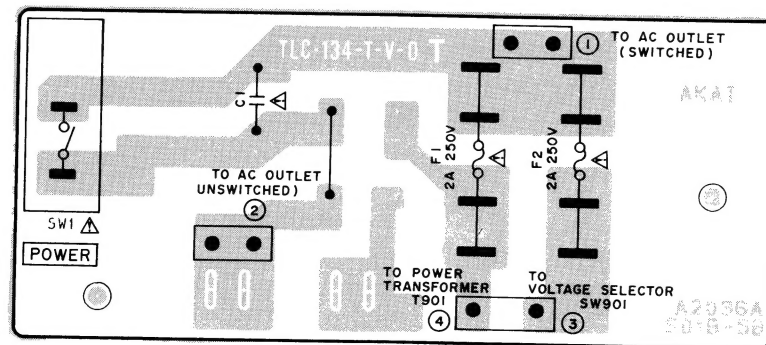 TLC-134-T-V-0 T
1
TO AC OUTLET
(SWITCHED)
AKAI
C1
F1
2A 250V
F2
2A 250V
TO AC OUTLET
UNSWITCHED)
2
SW1
POWER
TO POWER
TRANSFORMER
T901
4
TO
VOLTAGE SELECTOR
SW901
3
A2036A